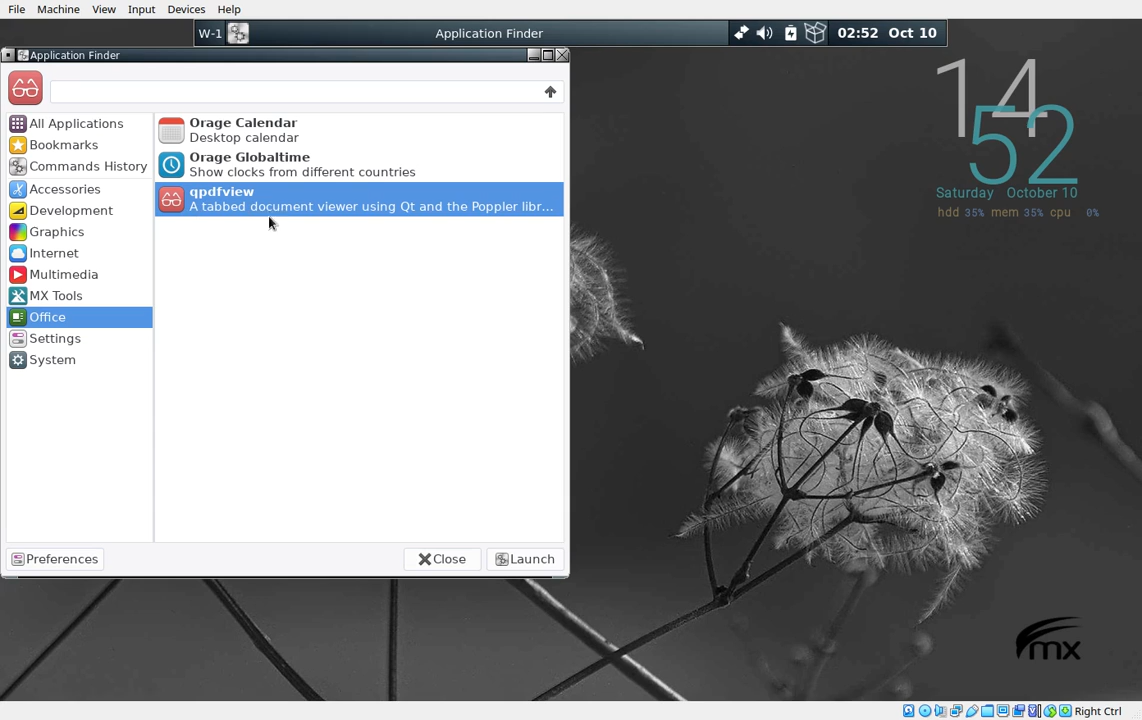 File Machine View Input Devices Help
W-1 Application Finder 02:52 Oct 10
Application Finder
14
52
Saturday October 10
hdd 35% mem 35% cpu 0%
All Applications
Bookmarks
Commands History
Accessories
Development
Graphics
Internet
Multimedia
MX Tools
Office
Settings
System
Orage Calendar
Desktop calendar
Orage Globaltime
Show clocks from different countries
qpdfview
A tabbed document viewer using Qt and the Poppler libr...
Preferences Close Launch
mx
Right Ctrl